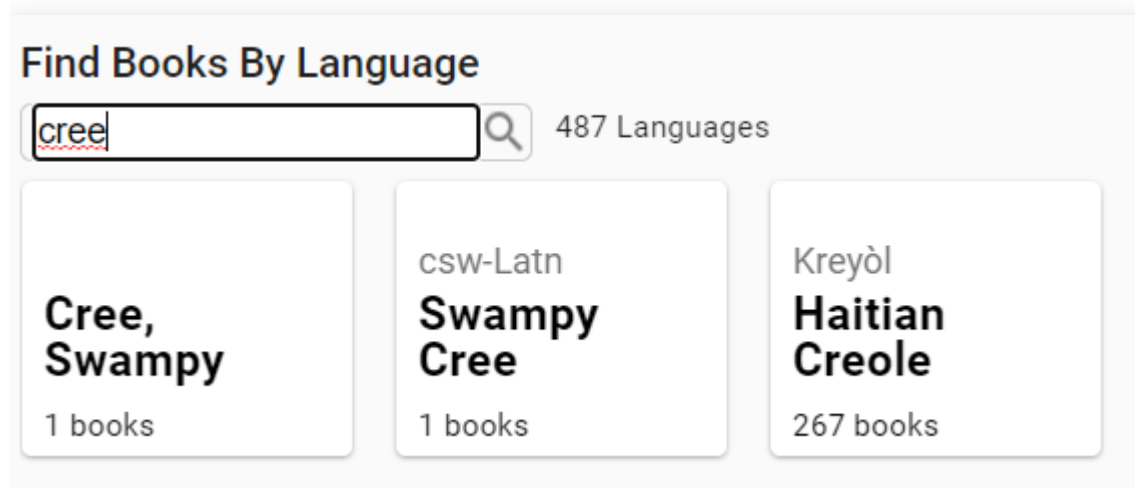 Find Books By Language
cree
487 Languages
Cree,
Swampy
1 books
csw-Latn
Swampy
Cree
1 books
Kreyòl
Haitian
Creole
267 books